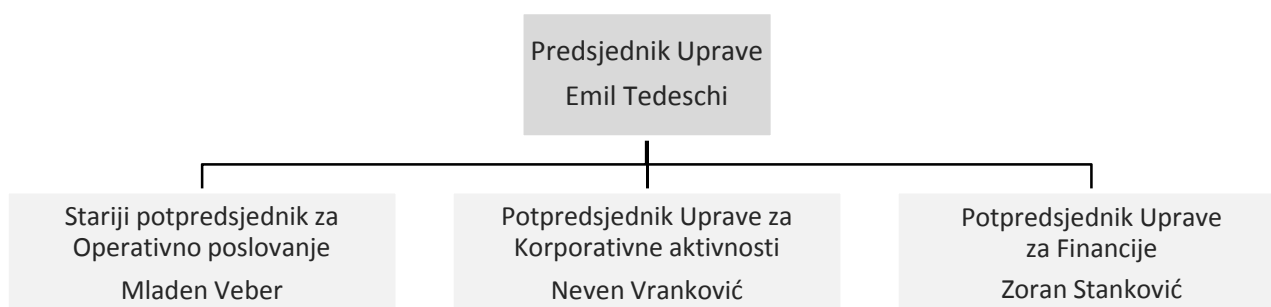 Predsjednik Uprave
Emil Tedeschi
Stariji potpredsjednik za
Operativno poslovanje
Mladen Veber
Potpredsjednik Uprave za
Korporativne aktivnosti
Neven Vranković
Potpredsjednik Uprave
za Financije
Zoran Stanković